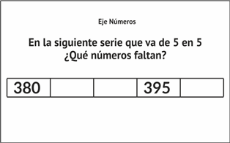 Eje Números
En la siguiente serie que va de 5 en 5
¿Qué números faltan?
380 395